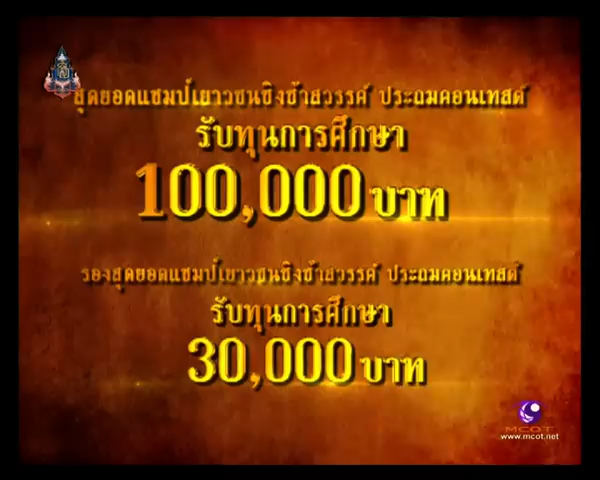 สุดยอดแชมป์เยาวชนชิงช้าสวรรค์ ประถมคอนเทสต์
รับทุนการศึกษา
100,000 บาท
รองสุดยอดแชมป์เยาวชนชิงช้าสวรรค์ ประถมคอนเทสต์
รับทุนการศึกษา
30,000 บาท
MCOT
www.mcot.net